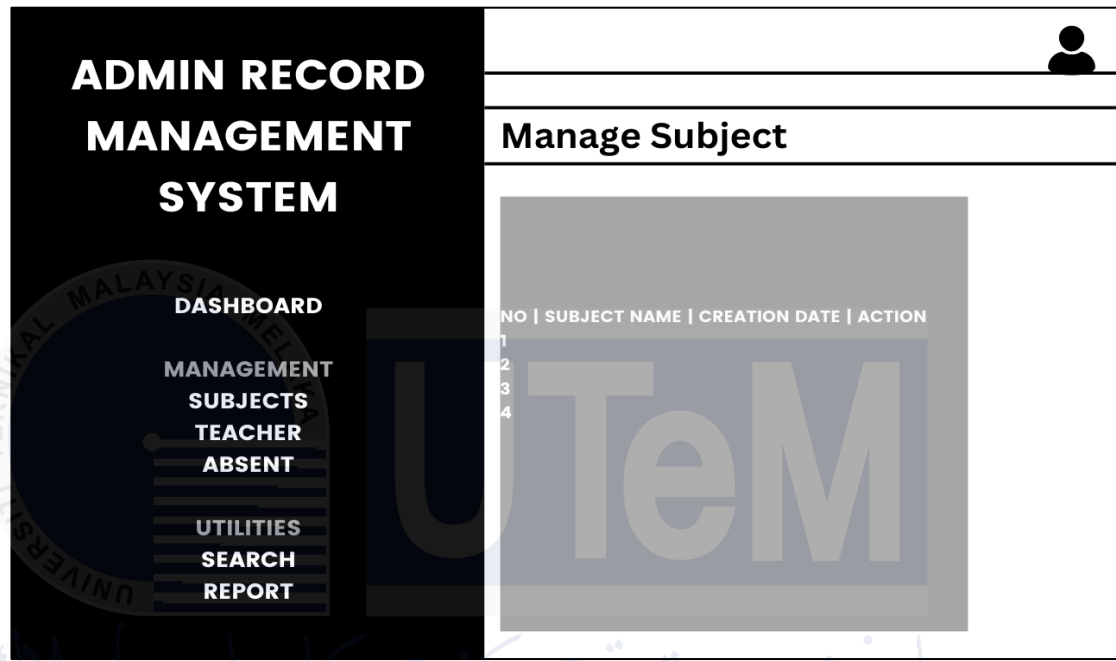 ADMIN RECORD
MANAGEMENT
SYSTEM
DASHBOARD
MANAGEMENT
SUBJECTS
TEACHER
ABSENT
UTILITIES
SEARCH
REPORT
Manage Subject
NO | SUBJECT NAME | CREATION DATE | ACTION
1
2
3
4
UTeM